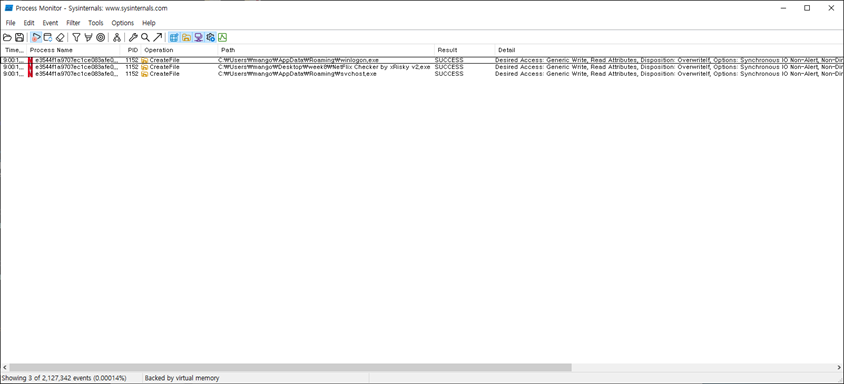 Process Monitor - Sysinternals: www.sysinternals.com
File Edit Event Filter Tools Options Help
Time... Process Name PID Operation Path Result Detail
9:00:1... e3544f1a9707ec1ce083afe0... 1152 CreateFile C:₩Users₩mango₩AppData₩Roaming₩winlogon.exe SUCCESS Desired Access: Generic Write, Read Attributes, Disposition: OverwriteIf, Options: Synchronous IO Non-Alert, Non-Dir
9:00:1... e3544f1a9707ec1ce083afe0... 1152 CreateFile C:₩Users₩mango₩Desktop₩week8₩NetFlix Checker by xRisky v2.exe SUCCESS Desired Access: Generic Write, Read Attributes, Disposition: OverwriteIf, Options: Synchronous IO Non-Alert, Non-Dir
9:00:1... e3544f1a9707ec1ce083afe0... 1152 CreateFile C:₩Users₩mango₩AppData₩Roaming₩svchost.exe SUCCESS Desired Access: Generic Write, Read Attributes, Disposition: OverwriteIf, Options: Synchronous IO Non-Alert, Non-Dir
Showing 3 of 2,127,342 events (0.00014%) Backed by virtual memory